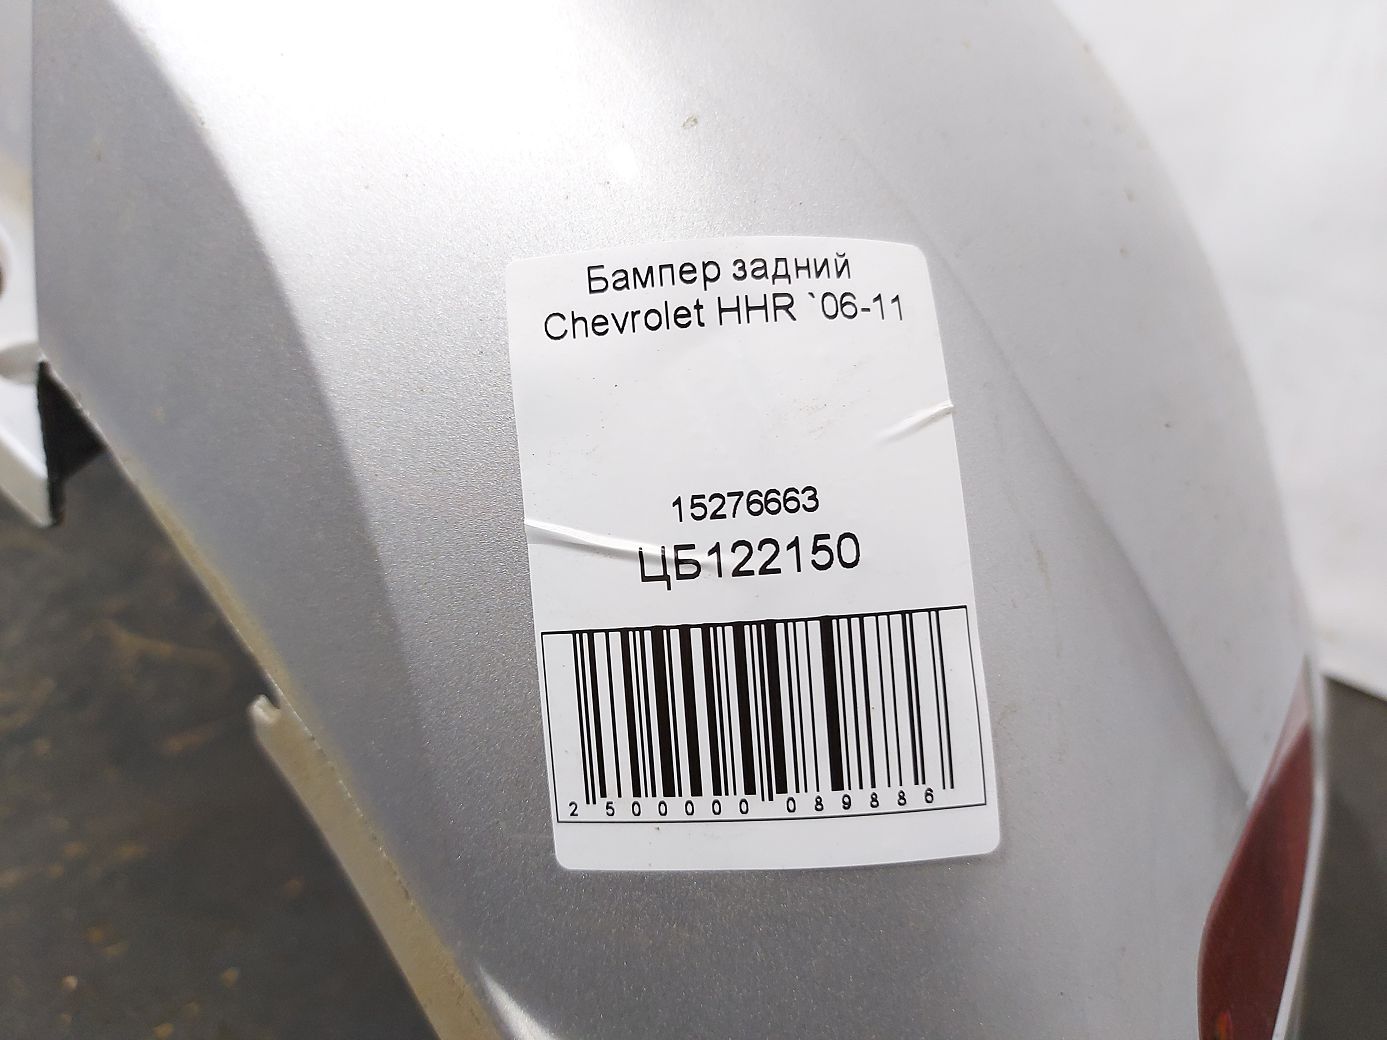 Бампер задний
Chevrolet HHR `06-11
15276663
ЦБ122150
2 500000 089886